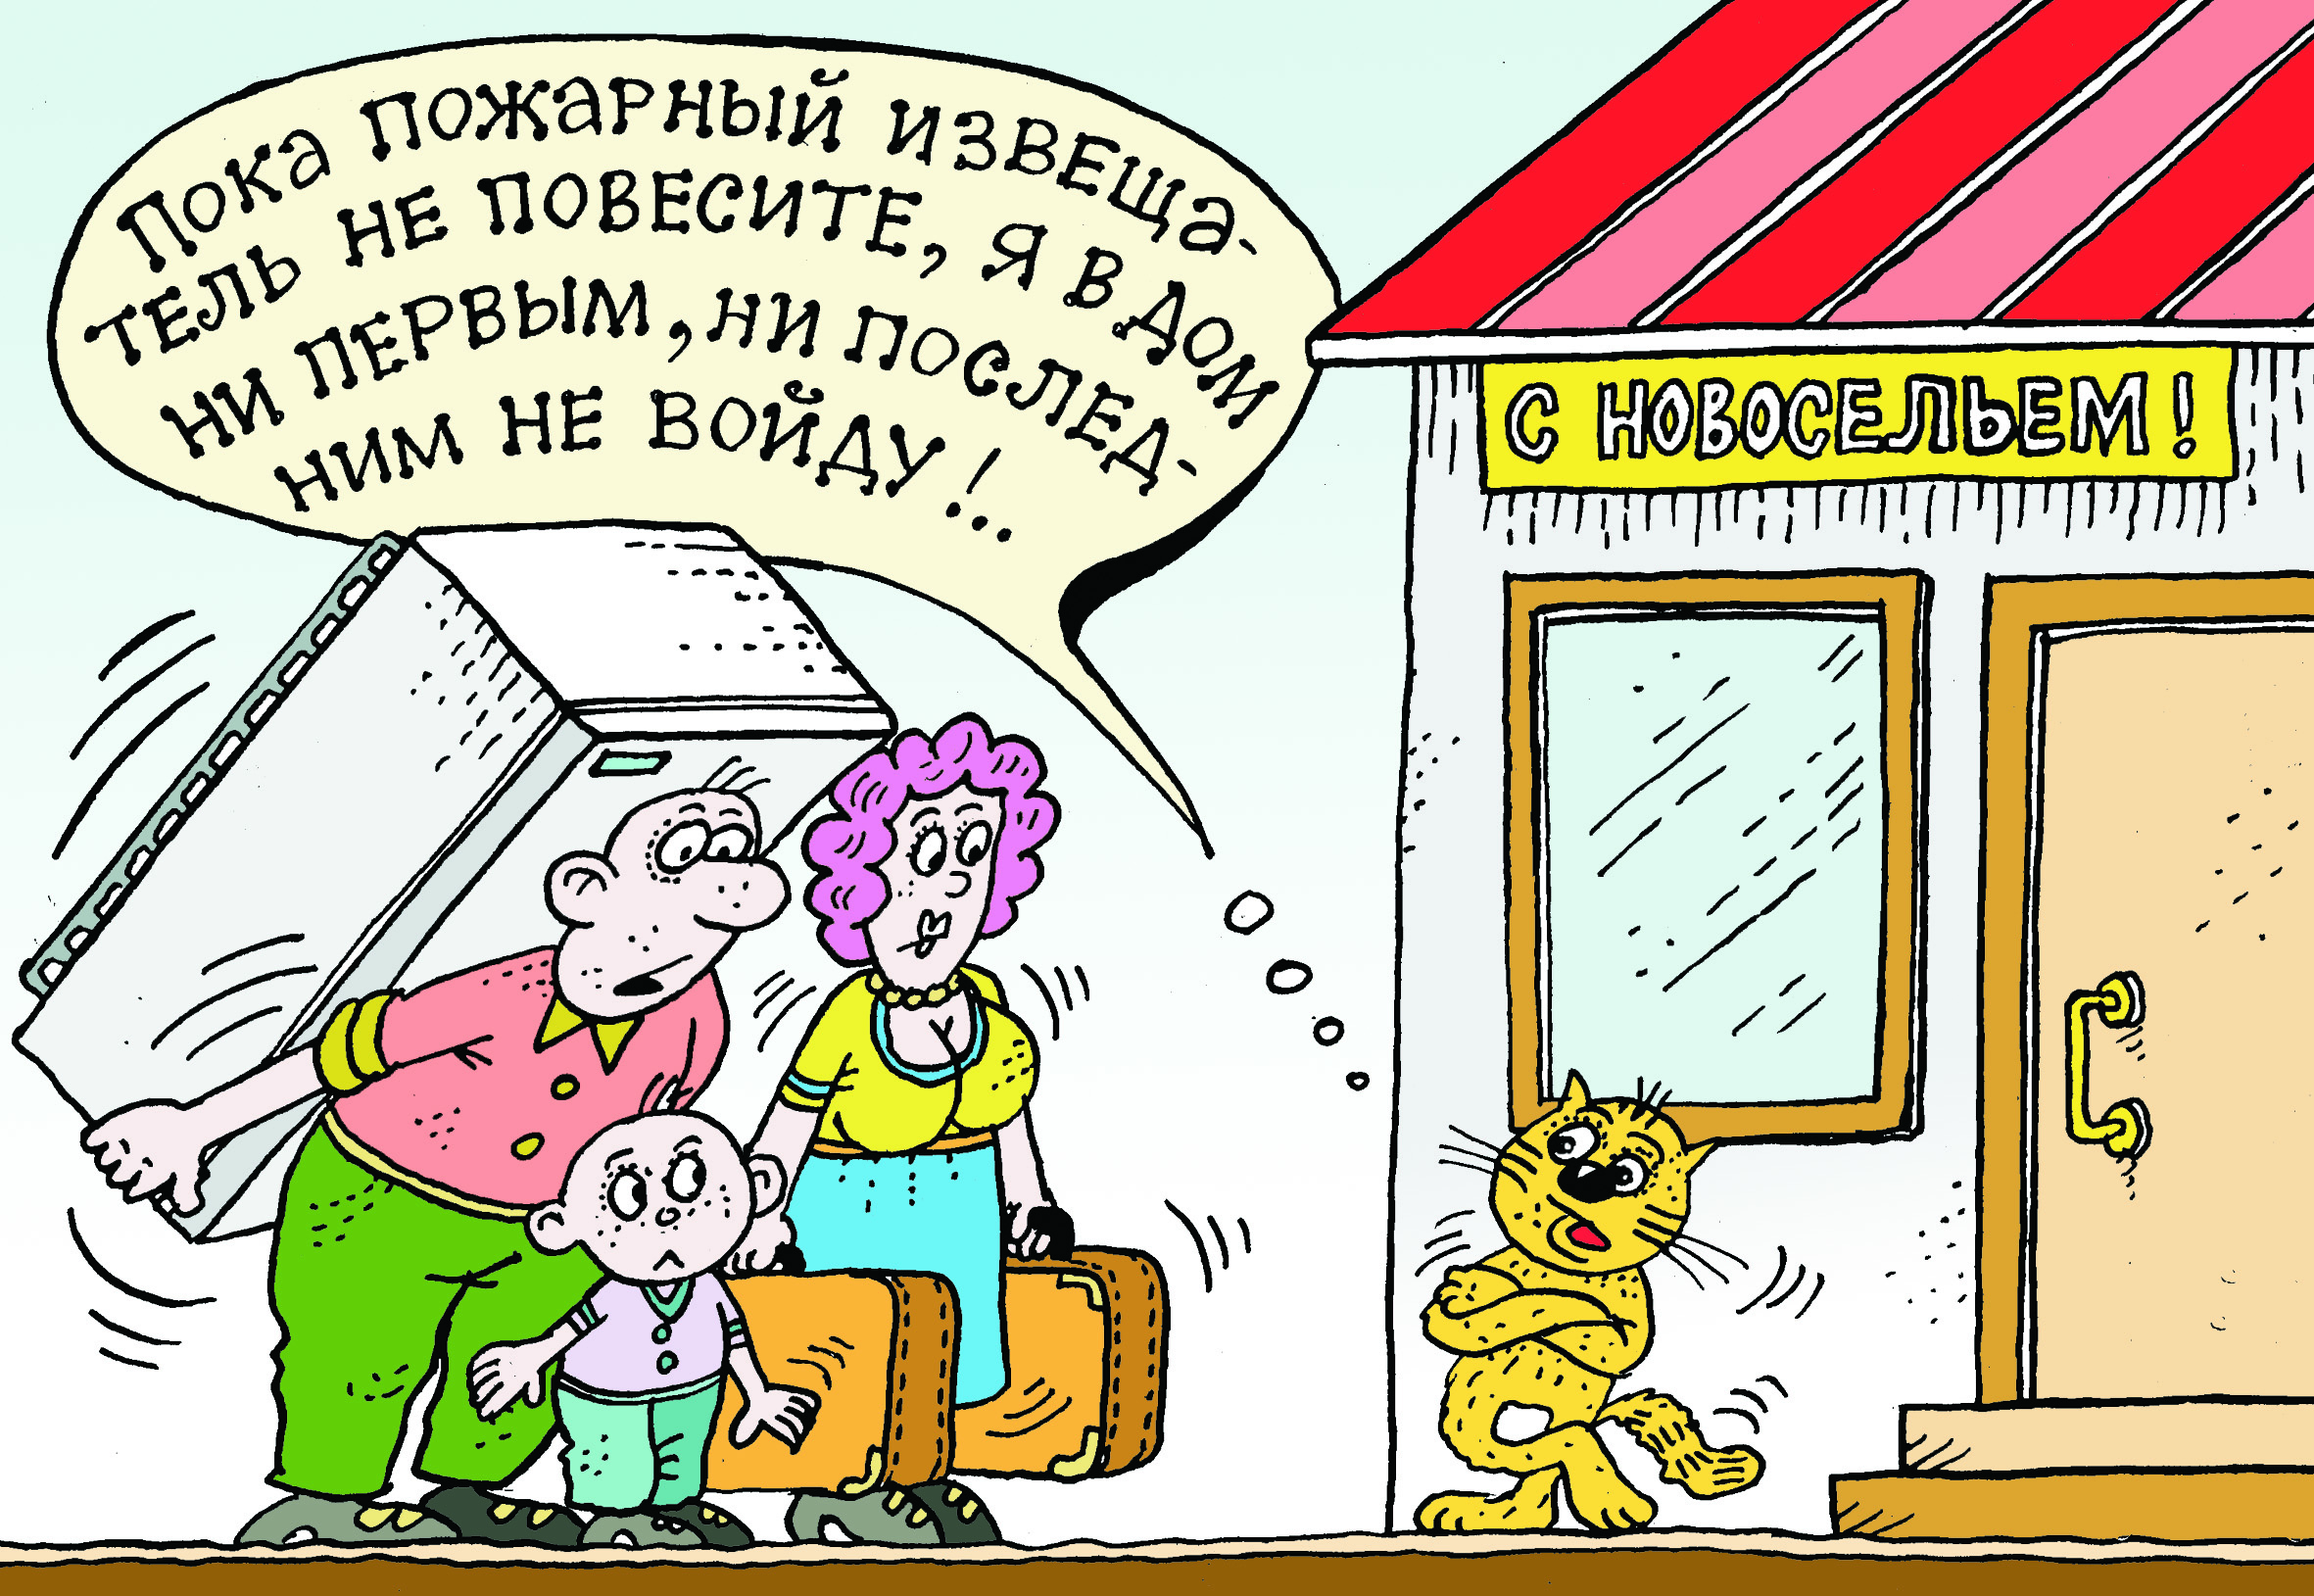 Пока пожарный извеща-
тель не повесите, я в дом
ни первым, ни послед-
ним не войду!..
С НОВОСЕЛЬЕМ!